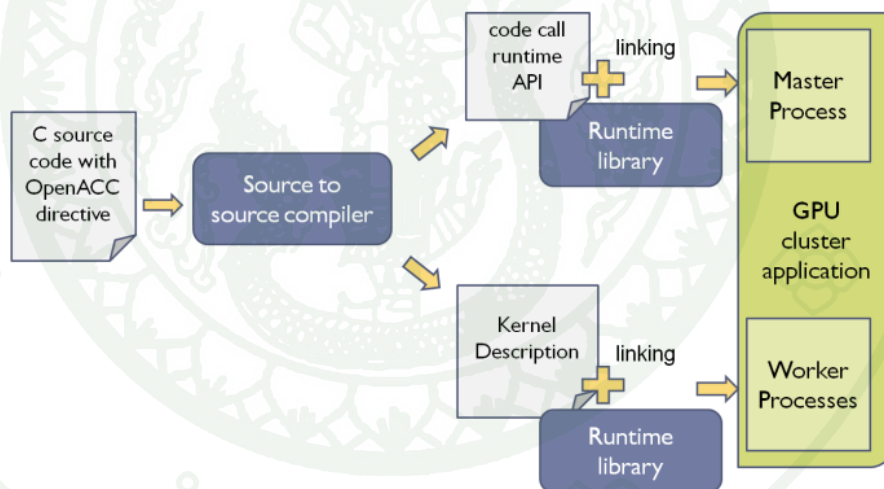 C source
code with
OpenACC
directive
Source to
source compiler
code call
runtime
API
linking
Runtime
library
Kernel
Description
linking
Runtime
library
Master
Process
GPU
cluster
application
Worker
Processes